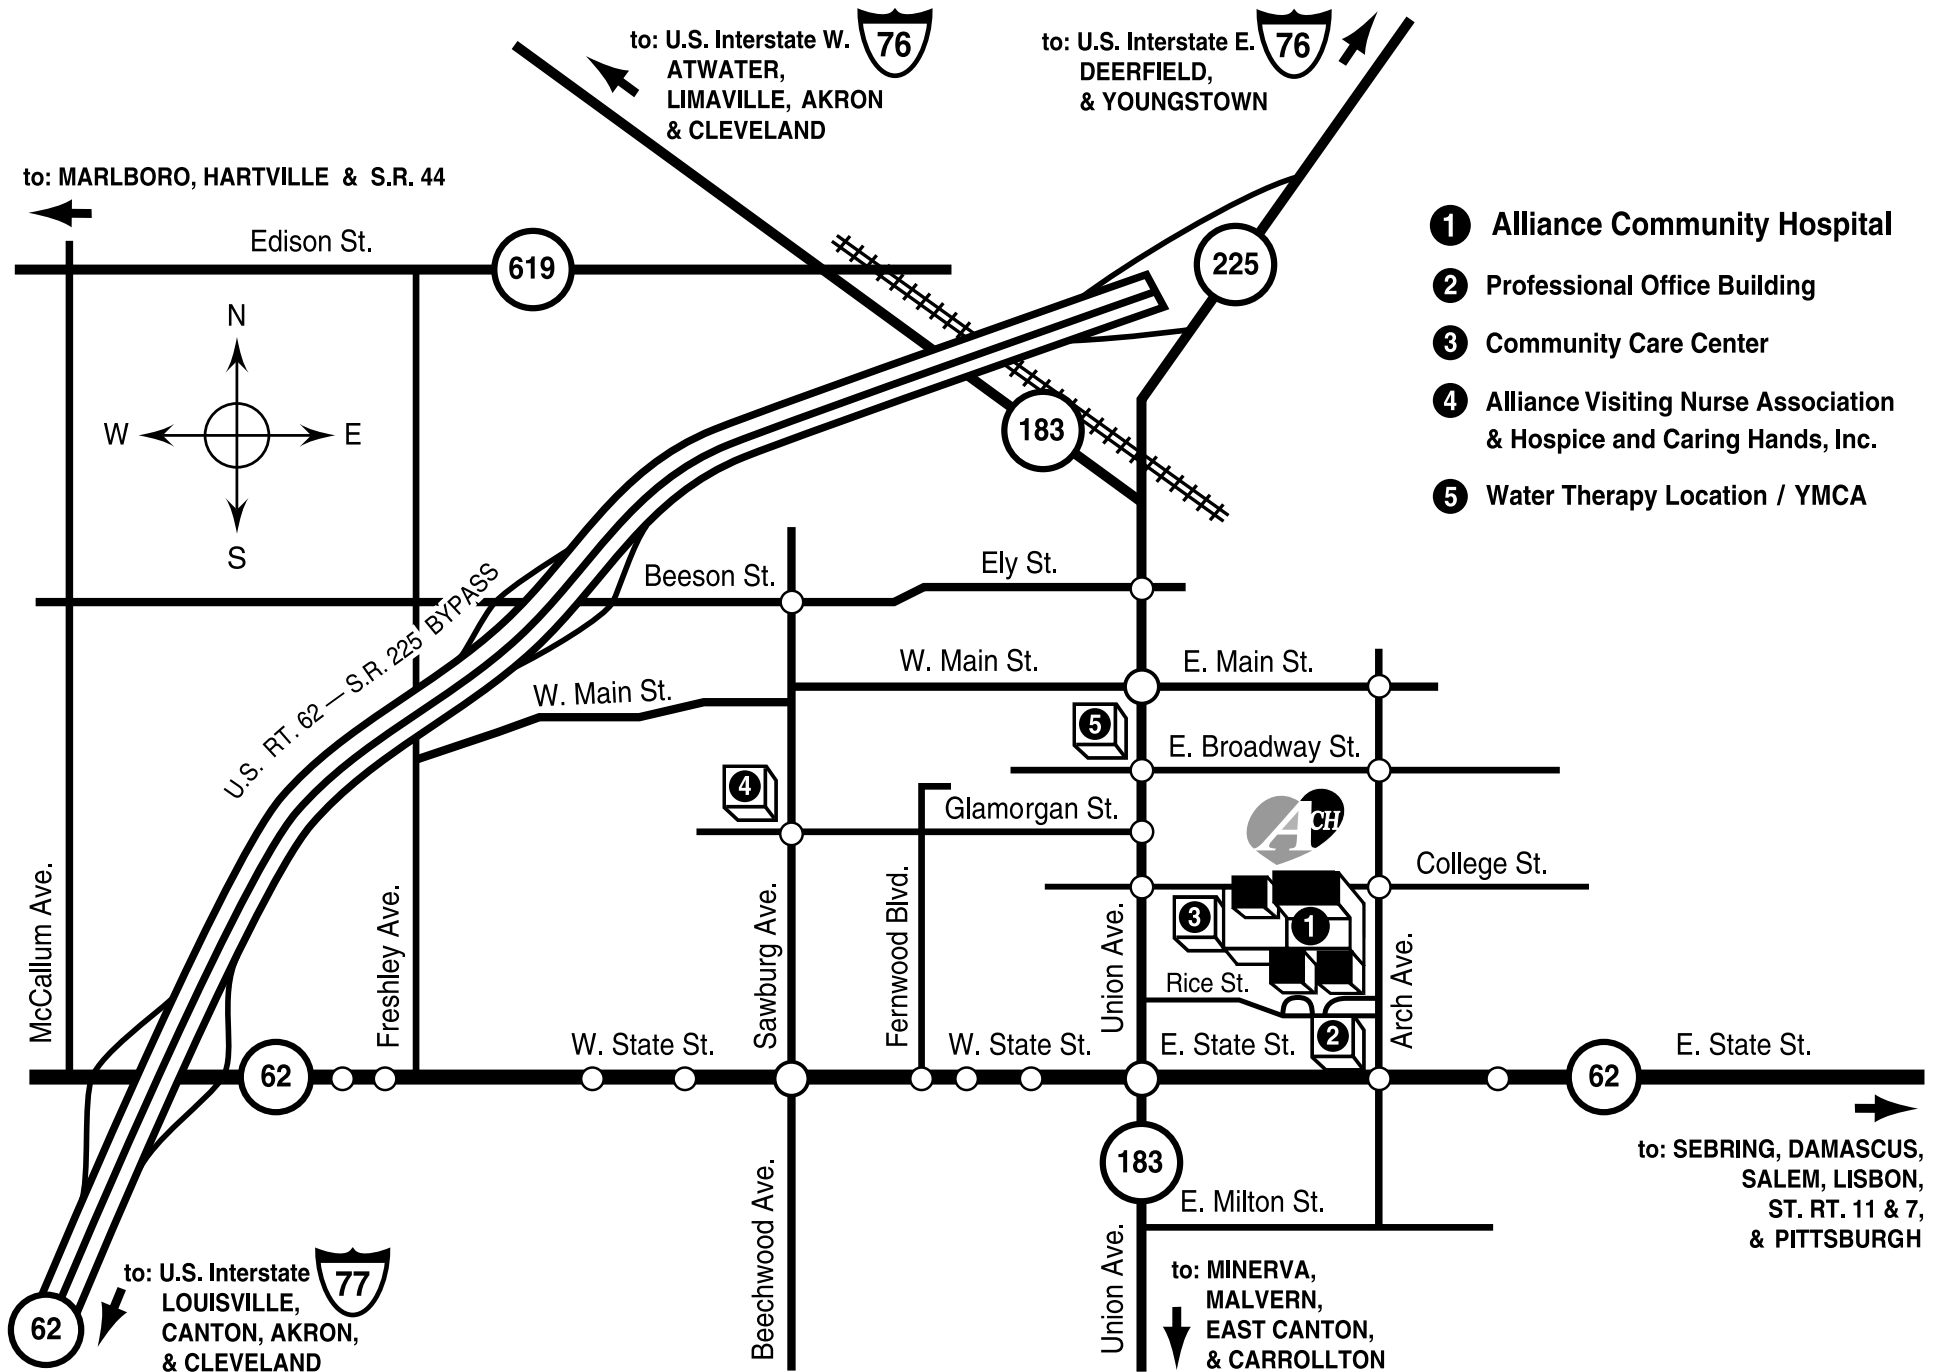 to: U.S. Interstate W. 76
ATWATER,
LIMAVILLE, AKRON
& CLEVELAND
to: U.S. Interstate E. 76
DEERFIELD,
& YOUNGSTOWN
to: MARLBORO, HARTVILLE & S.R. 44
Edison St.
619
225
183
N
W
E
S
1 Alliance Community Hospital
2 Professional Office Building
3 Community Care Center
4 Alliance Visiting Nurse Association
& Hospice and Caring Hands, Inc.
5 Water Therapy Location / YMCA
U.S. RT. 62 — S.R. 225 BYPASS
Beeson St.
Ely St.
W. Main St.
W. Main St.
E. Main St.
5
E. Broadway St.
4
Glamorgan St.
ACH
College St.
3
1
Rice St.
2
McCallum Ave.
Freshley Ave.
Sawburg Ave.
Fernwood Blvd.
Union Ave.
Arch Ave.
W. State St.
W. State St.
E. State St.
E. State St.
62
62
183
E. Milton St.
Beechwood Ave.
Union Ave.
to: SEBRING, DAMASCUS,
SALEM, LISBON,
ST. RT. 11 & 7,
& PITTSBURGH
to: U.S. Interstate 77
LOUISVILLE,
CANTON, AKRON,
& CLEVELAND
62
to: MINERVA,
MALVERN,
EAST CANTON,
& CARROLLTON